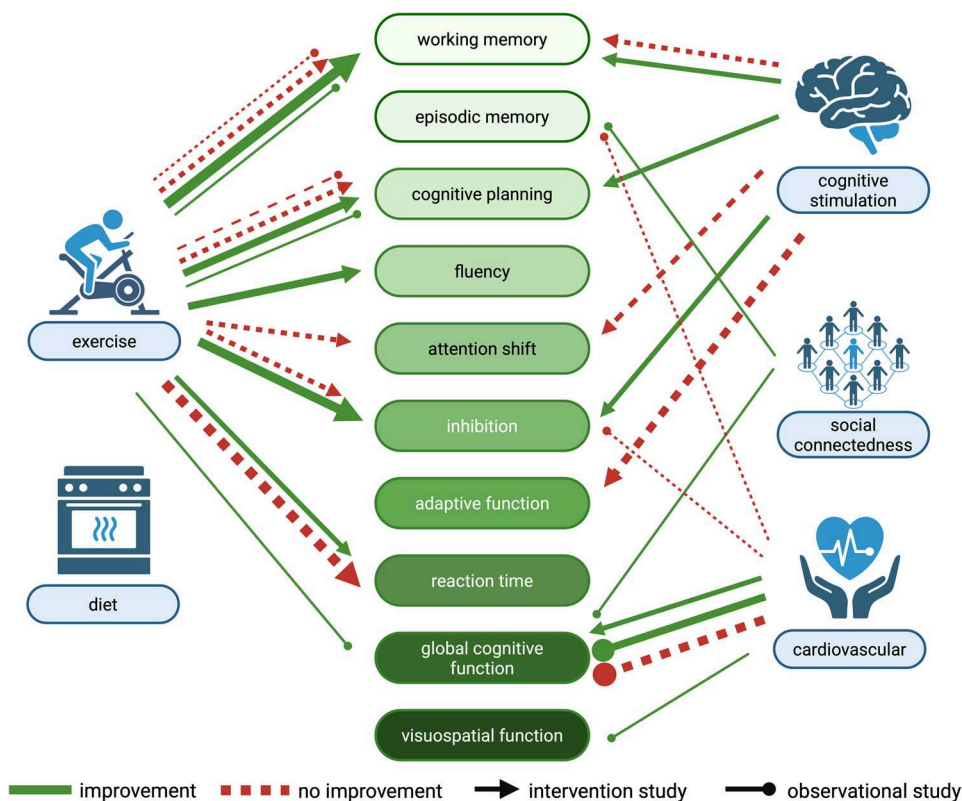 working memory
episodic memory
cognitive planning
fluency
attention shift
inhibition
adaptive function
reaction time
global cognitive
function
visuospatial function
exercise
diet
cognitive
stimulation
social
connectedness
cardiovascular
improvement
no improvement
intervention study
observational study